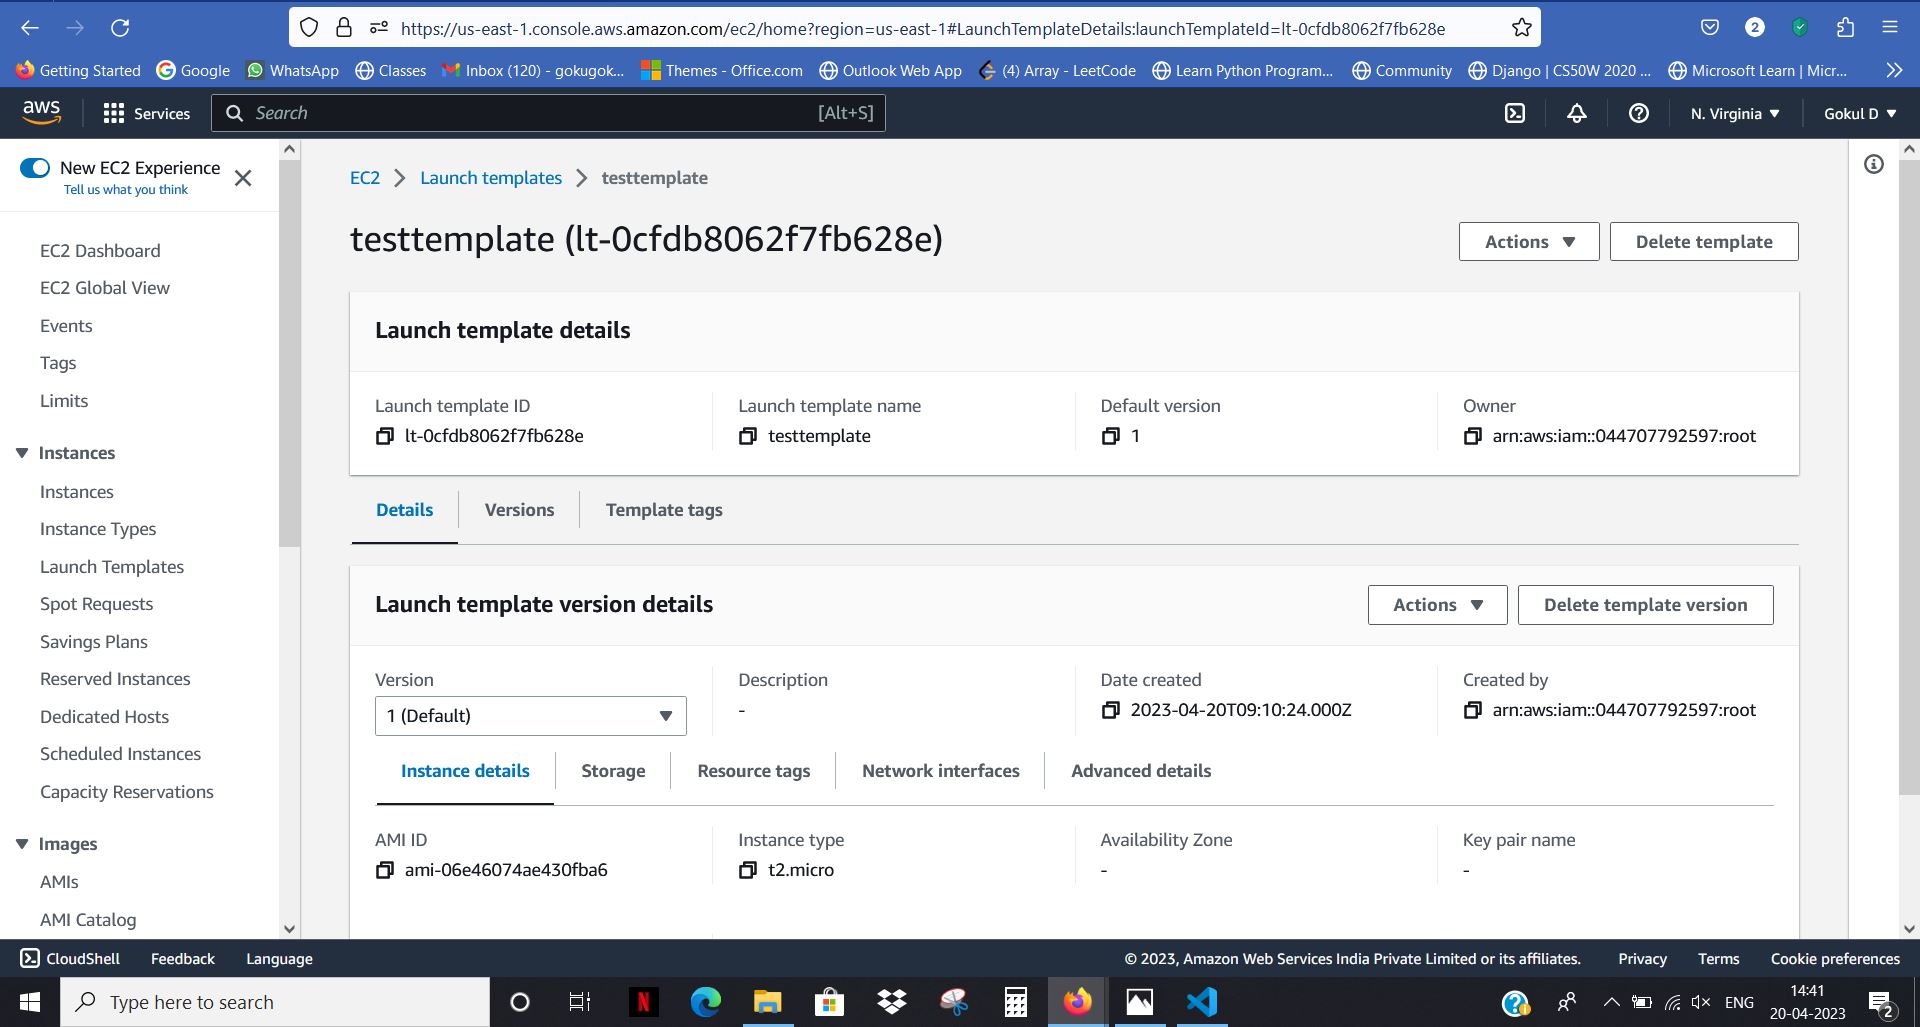 https://us-east-1.console.aws.amazon.com/ec2/home?region=us-east-1#LaunchTemplateDetails:launchTemplateId=lt-0cfdb8062f7fb628e
2
Getting Started Google WhatsApp Classes Inbox (120) - gokugok... Themes - Office.com Outlook Web App (4) Array - LeetCode Learn Python Program... Community Django | CS50W 2020 ... Microsoft Learn | Micr...
aws Services Search [Alt+S] N. Virginia Gokul D
New EC2 Experience
Tell us what you think
EC2 Dashboard
EC2 Global View
Events
Tags
Limits
Instances
Instances
Instance Types
Launch Templates
Spot Requests
Savings Plans
Reserved Instances
Dedicated Hosts
Scheduled Instances
Capacity Reservations
Images
AMIs
AMI Catalog
EC2 Launch templates testtemplate
testtemplate (lt-0cfdb8062f7fb628e)
Actions Delete template
Launch template details
Launch template ID
lt-0cfdb8062f7fb628e
Launch template name
testtemplate
Default version
1
Owner
arn:aws:iam::044707792597:root
Details Versions Template tags
Launch template version details
Actions Delete template version
Version
1 (Default)
Description
-
Date created
2023-04-20T09:10:24.000Z
Created by
arn:aws:iam::044707792597:root
Instance details Storage Resource tags Network interfaces Advanced details
AMI ID
ami-06e46074ae430fba6
Instance type
t2.micro
Availability Zone
-
Key pair name
-
CloudShell Feedback Language © 2023, Amazon Web Services India Private Limited or its affiliates. Privacy Terms Cookie preferences
Type here to search
N
ENG
14:41
20-04-2023
2